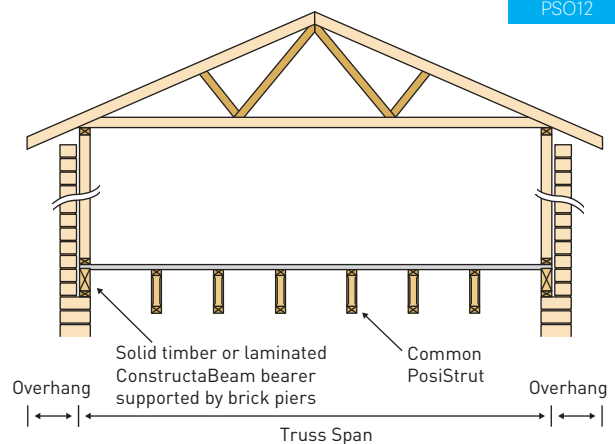 PSO12
Solid timber or laminated
ConstructaBeam bearer
supported by brick piers
Common
PosiStrut
Overhang
Overhang
Truss Span